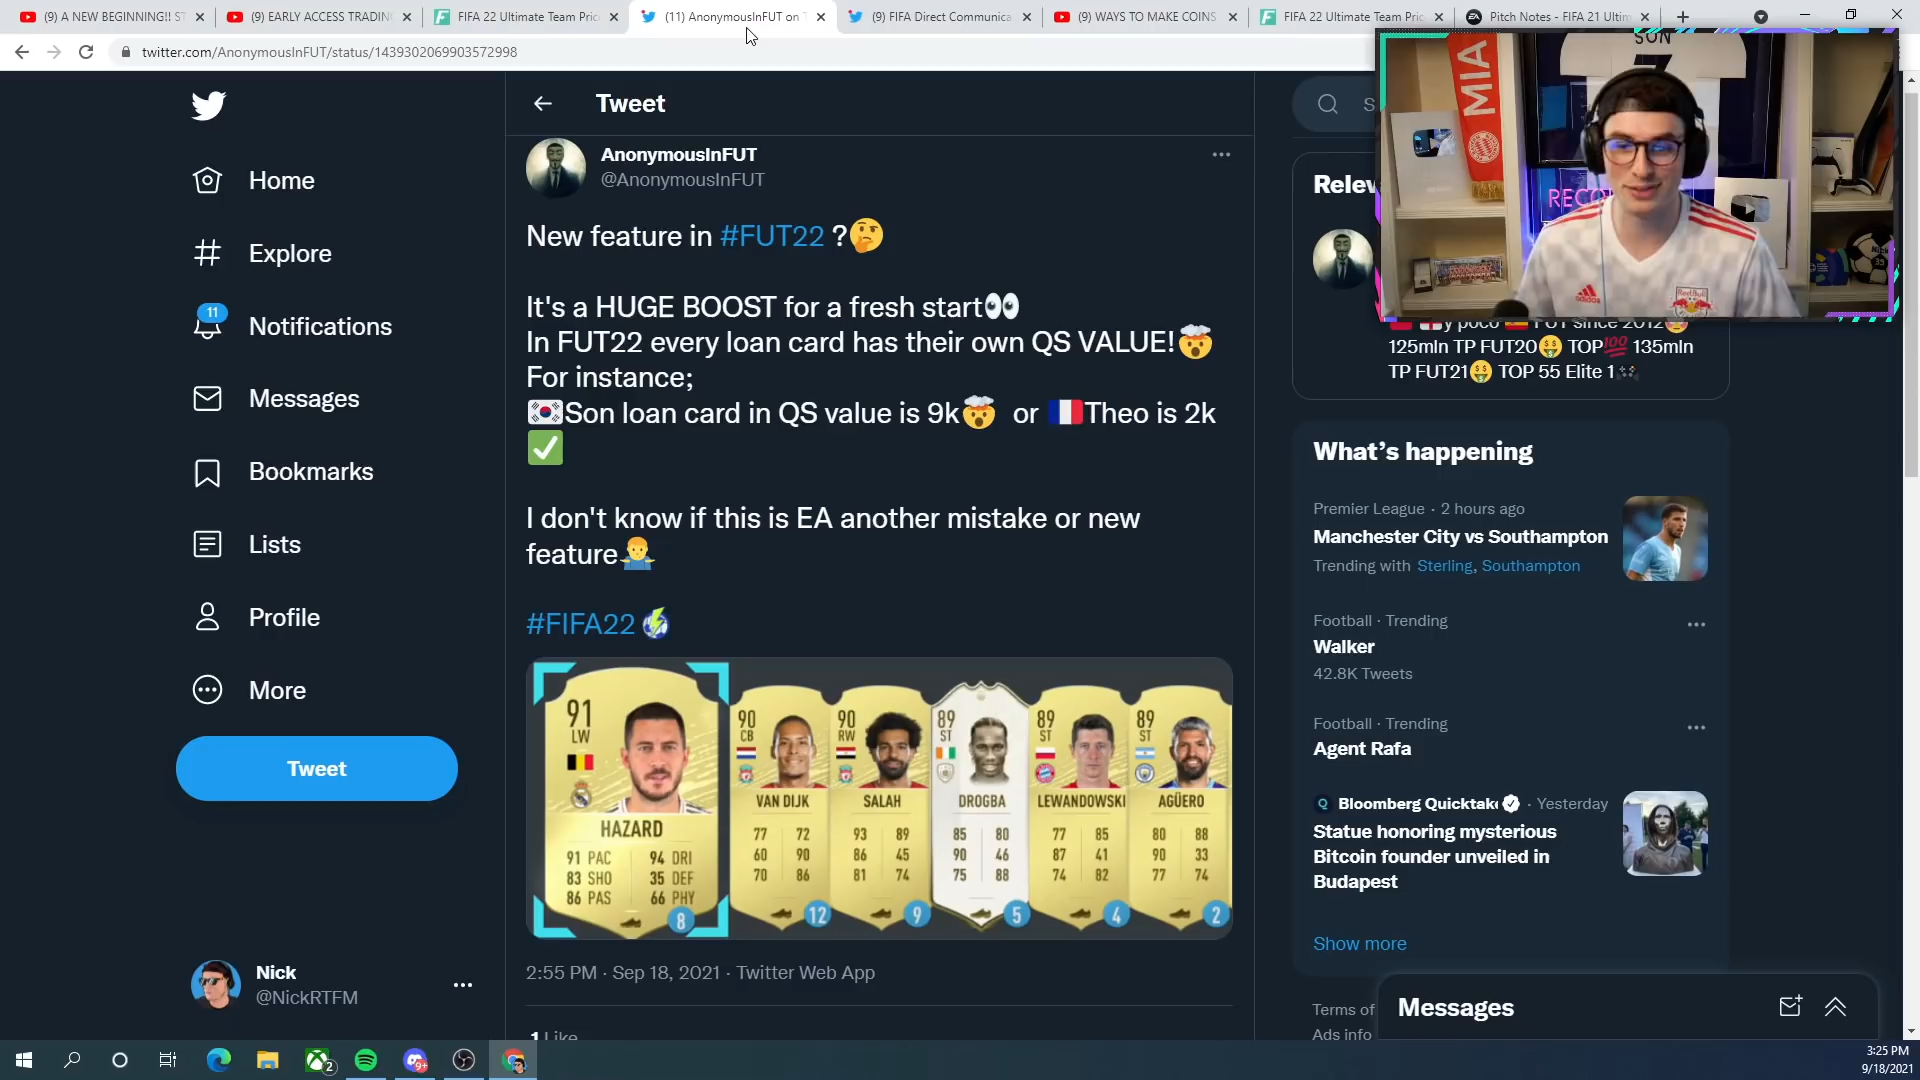 (9) A NEW BEGINNING!! ST
(9) EARLY ACCESS TRADIN
FIFA 22 Ultimate Team Pric
(11) AnonymousInFUT on T
(9) FIFA Direct Communica
(9) WAYS TO MAKE COINS
FIFA 22 Ultimate Team Pric
Pitch Notes - FIFA 21 Ultim
twitter.com/AnonymousInFUT/status/1439302069903572998
Home
Explore
11
Notifications
Messages
Bookmarks
Lists
Profile
More
Tweet
Nick
@NickRTFM
Tweet
AnonymousInFUT
@AnonymousInFUT
New feature in #FUT22 ?🤔
It's a HUGE BOOST for a fresh start👀
In FUT22 every loan card has their own QS VALUE!🤯
For instance;
🇰🇷Son loan card in QS value is 9k🤯 or 🇫🇷Theo is 2k
✅
I don't know if this is EA another mistake or new
feature🤷‍♂️
#FIFA22
91
LW
HAZARD
91 PAC 94 DRI
83 SHO 35 DEF
86 PAS 66 PHY
8
90
CB
VAN DIJK
77 72
60 90
70 86
12
90
RW
SALAH
93 89
86 45
81 74
9
89
ST
DROGBA
85 80
90 46
75 88
5
89
ST
LEWANDOWSKI
77 85
87 41
74 82
4
89
ST
AGÜERO
80 88
90 33
77 74
2
2:55 PM · Sep 18, 2021 · Twitter Web App
1 Like
S
Relev
FUT since 2012
125mln TP FUT20🤑 TOP💯 135mln
TP FUT21🤑 TOP 55 Elite 1
What's happening
Premier League · 2 hours ago
Manchester City vs Southampton
Trending with Sterling, Southampton
Football · Trending
Walker
42.8K Tweets
Football · Trending
Agent Rafa
Bloomberg Quicktake · Yesterday
Statue honoring mysterious
Bitcoin founder unveiled in
Budapest
Show more
Terms of
Ads info
Messages
SON
MIA
RECO
adidas
Red Bull
2
9+
3:25 PM
9/18/2021